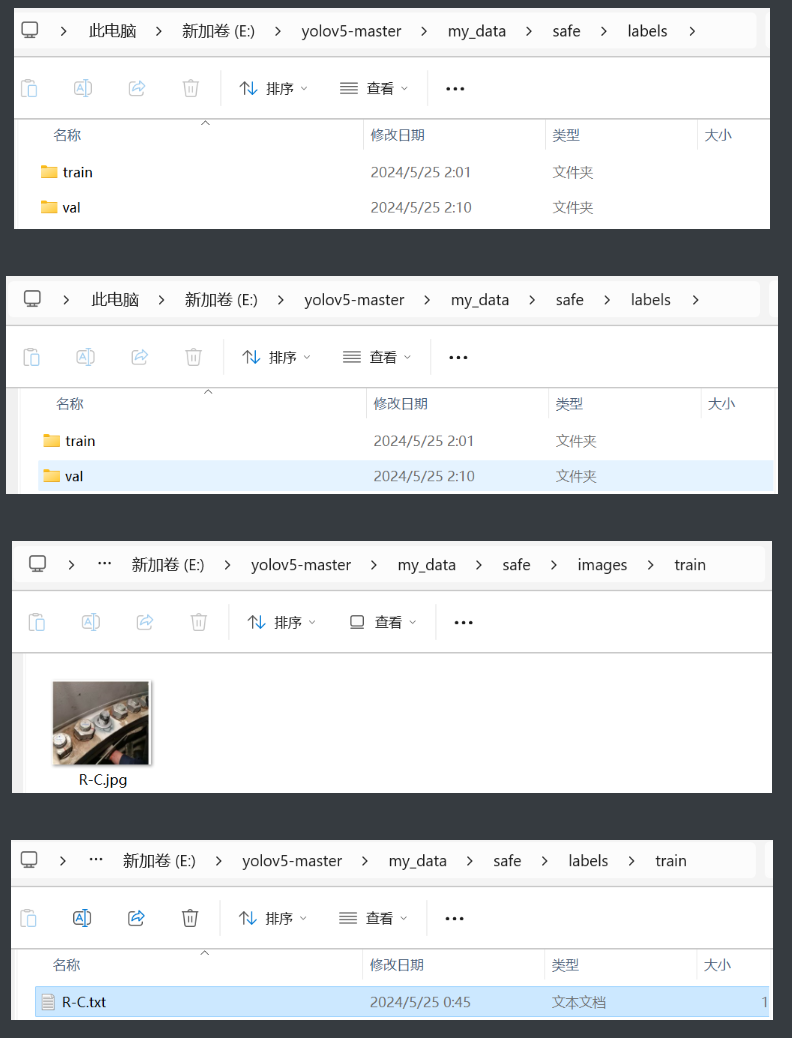 此电脑 > 新加卷 (E:) > yolov5-master > my_data > safe > labels >
排序 查看 ...
名称 修改日期 类型 大小
train 2024/5/25 2:01 文件夹
val 2024/5/25 2:10 文件夹
此电脑 > 新加卷 (E:) > yolov5-master > my_data > safe > labels >
排序 查看 ...
名称 修改日期 类型 大小
train 2024/5/25 2:01 文件夹
val 2024/5/25 2:10 文件夹
... 新加卷 (E:) > yolov5-master > my_data > safe > images > train
排序 查看 ...
R-C.jpg
... 新加卷 (E:) > yolov5-master > my_data > safe > labels > train
排序 查看 ...
名称 修改日期 类型 大小
R-C.txt 2024/5/25 0:45 文本文档 1